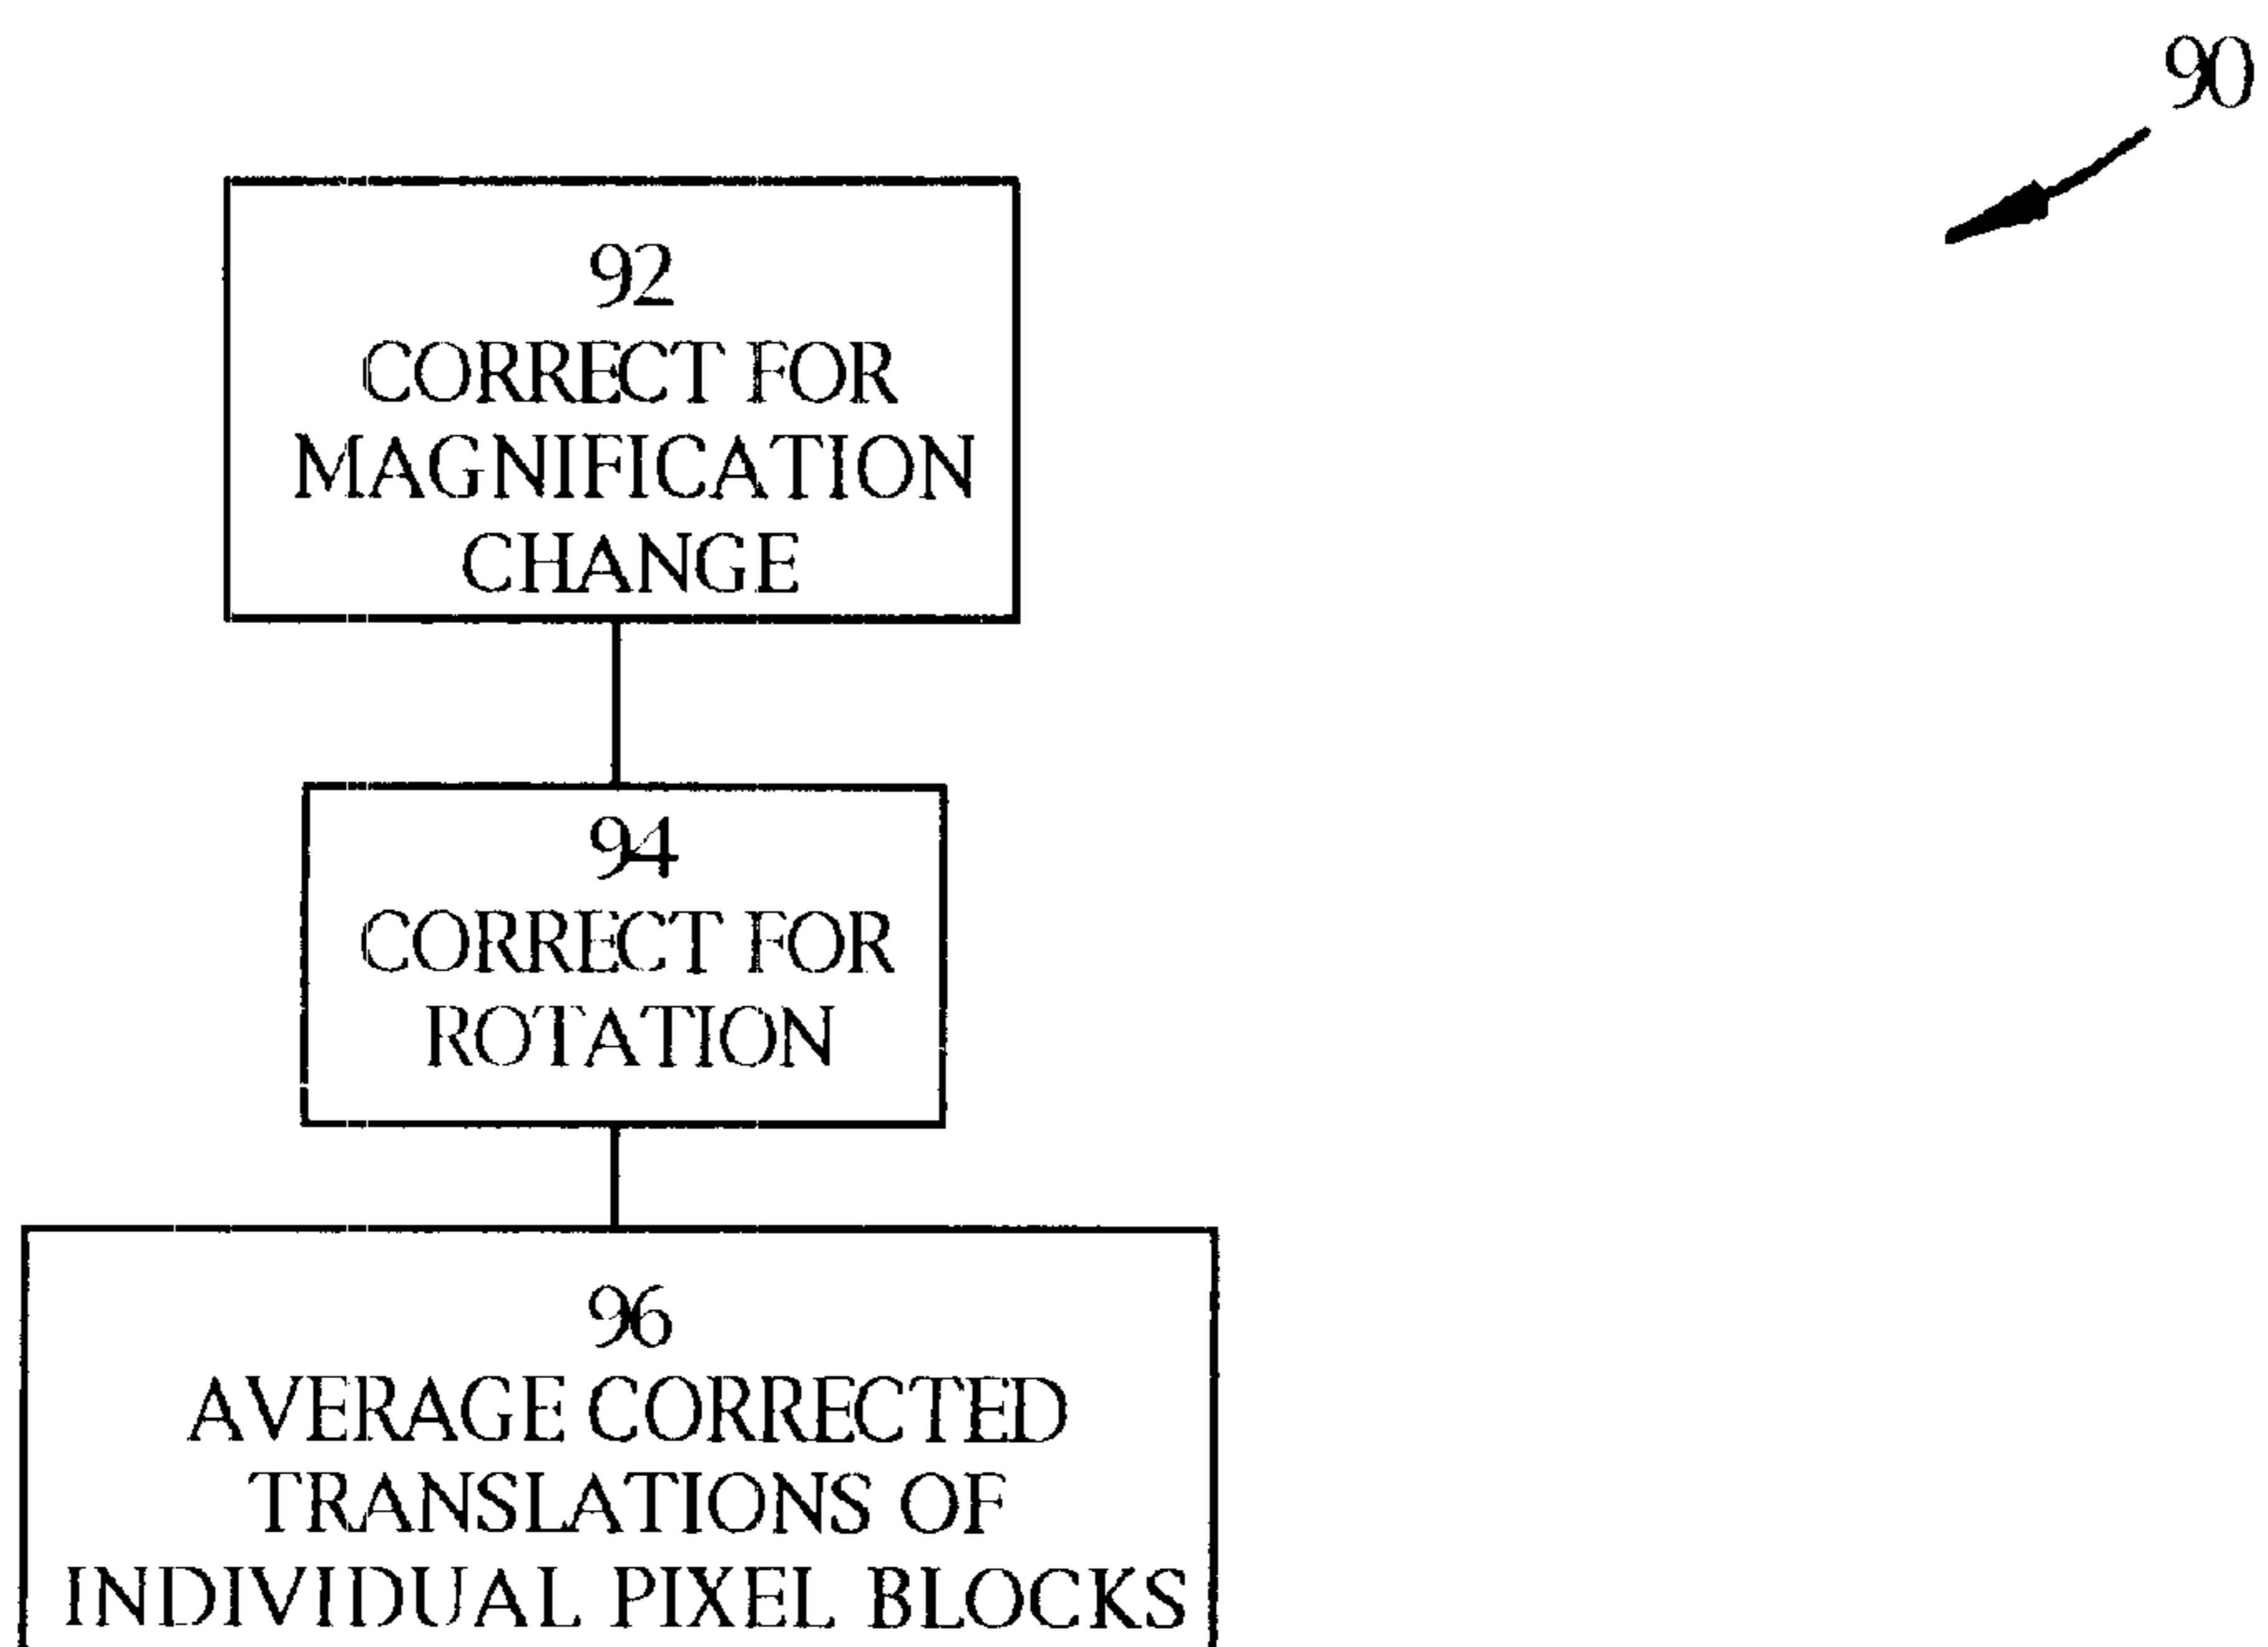 90
92
CORRECT FOR
MAGNIFICATION
CHANGE
94
CORRECT FOR
ROTATION
96
AVERAGE CORRECTED
TRANSLATIONS OF
INDIVIDUAL PIXEL BLOCKS